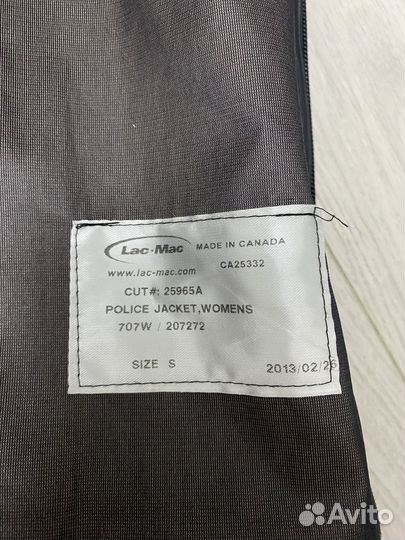 Lac-Mac MADE IN CANADA
www.lac-mac.com CA25332
CUT#: 25965A
POLICE JACKET,WOMENS
707W / 207272
SIZE S 2013/02/26
Avito